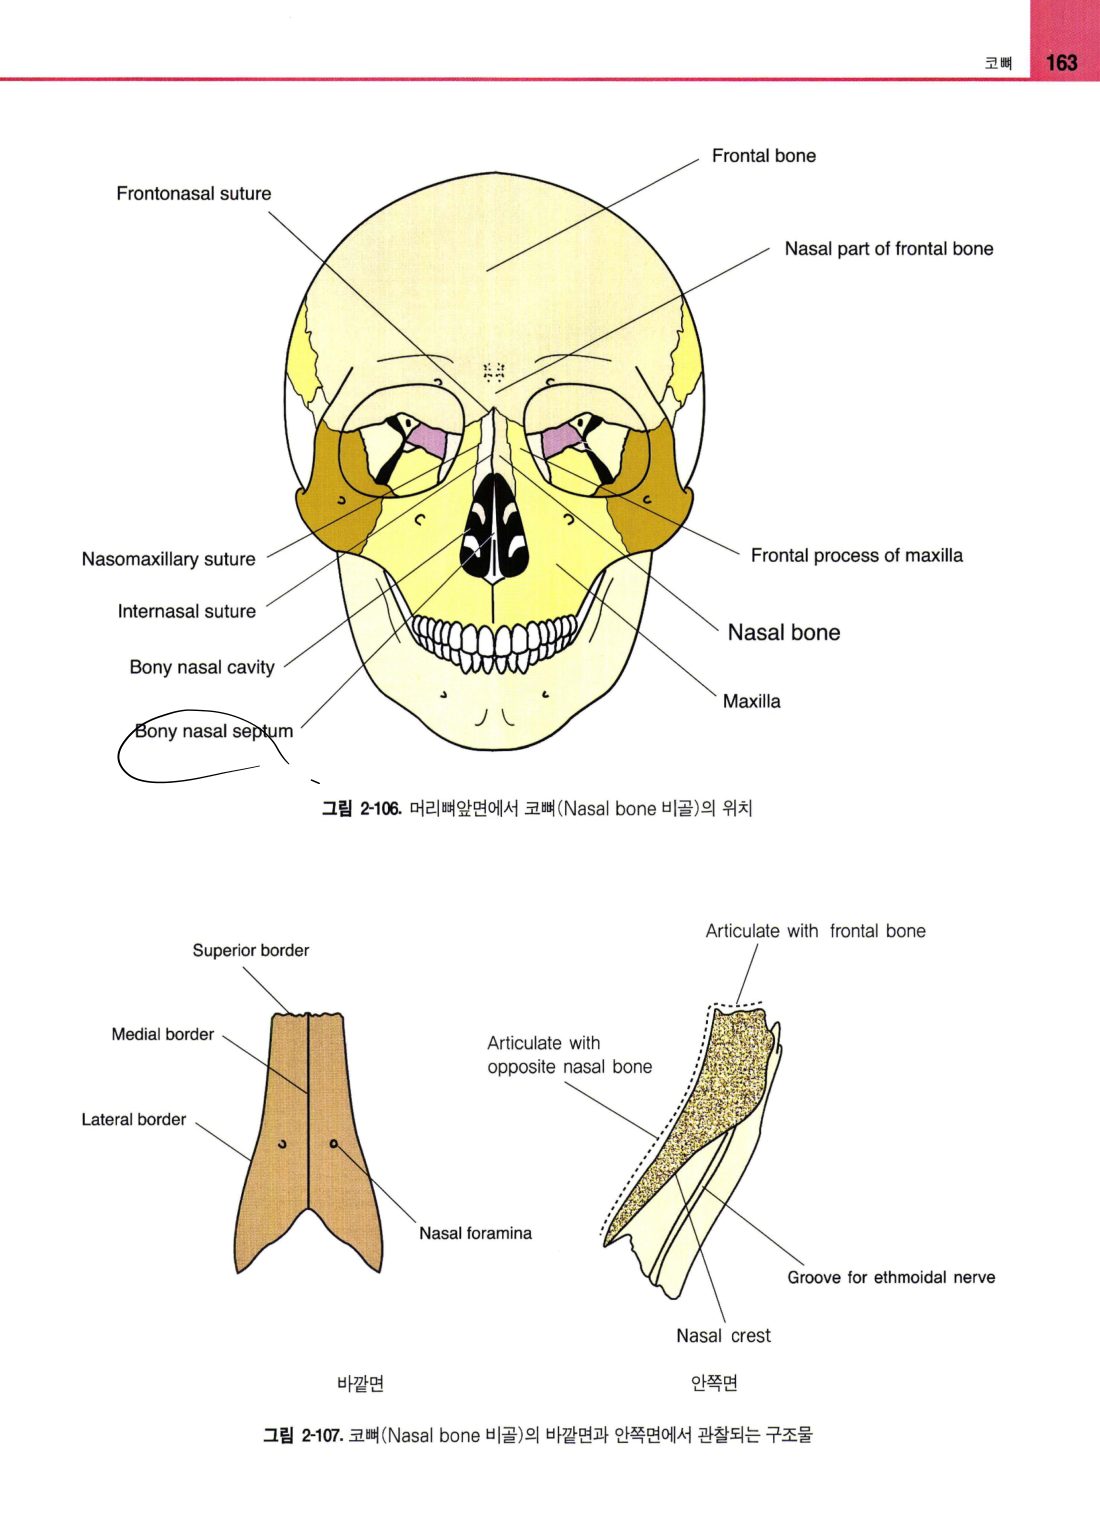 코뼈 163
Frontal bone
Frontonasal suture
Nasal part of frontal bone
Nasomaxillary suture
Frontal process of maxilla
Internasal suture
Nasal bone
Bony nasal cavity
Maxilla
Bony nasal septum
그림 2-106. 머리뼈앞면에서 코뼈(Nasal bone 비골)의 위치
Articulate with frontal bone
Superior border
Medial border
Articulate with
opposite nasal bone
Lateral border
Nasal foramina
Groove for ethmoidal nerve
Nasal crest
바깥면
안쪽면
그림 2-107. 코뼈(Nasal bone 비골)의 바깥면과 안쪽면에서 관찰되는 구조물